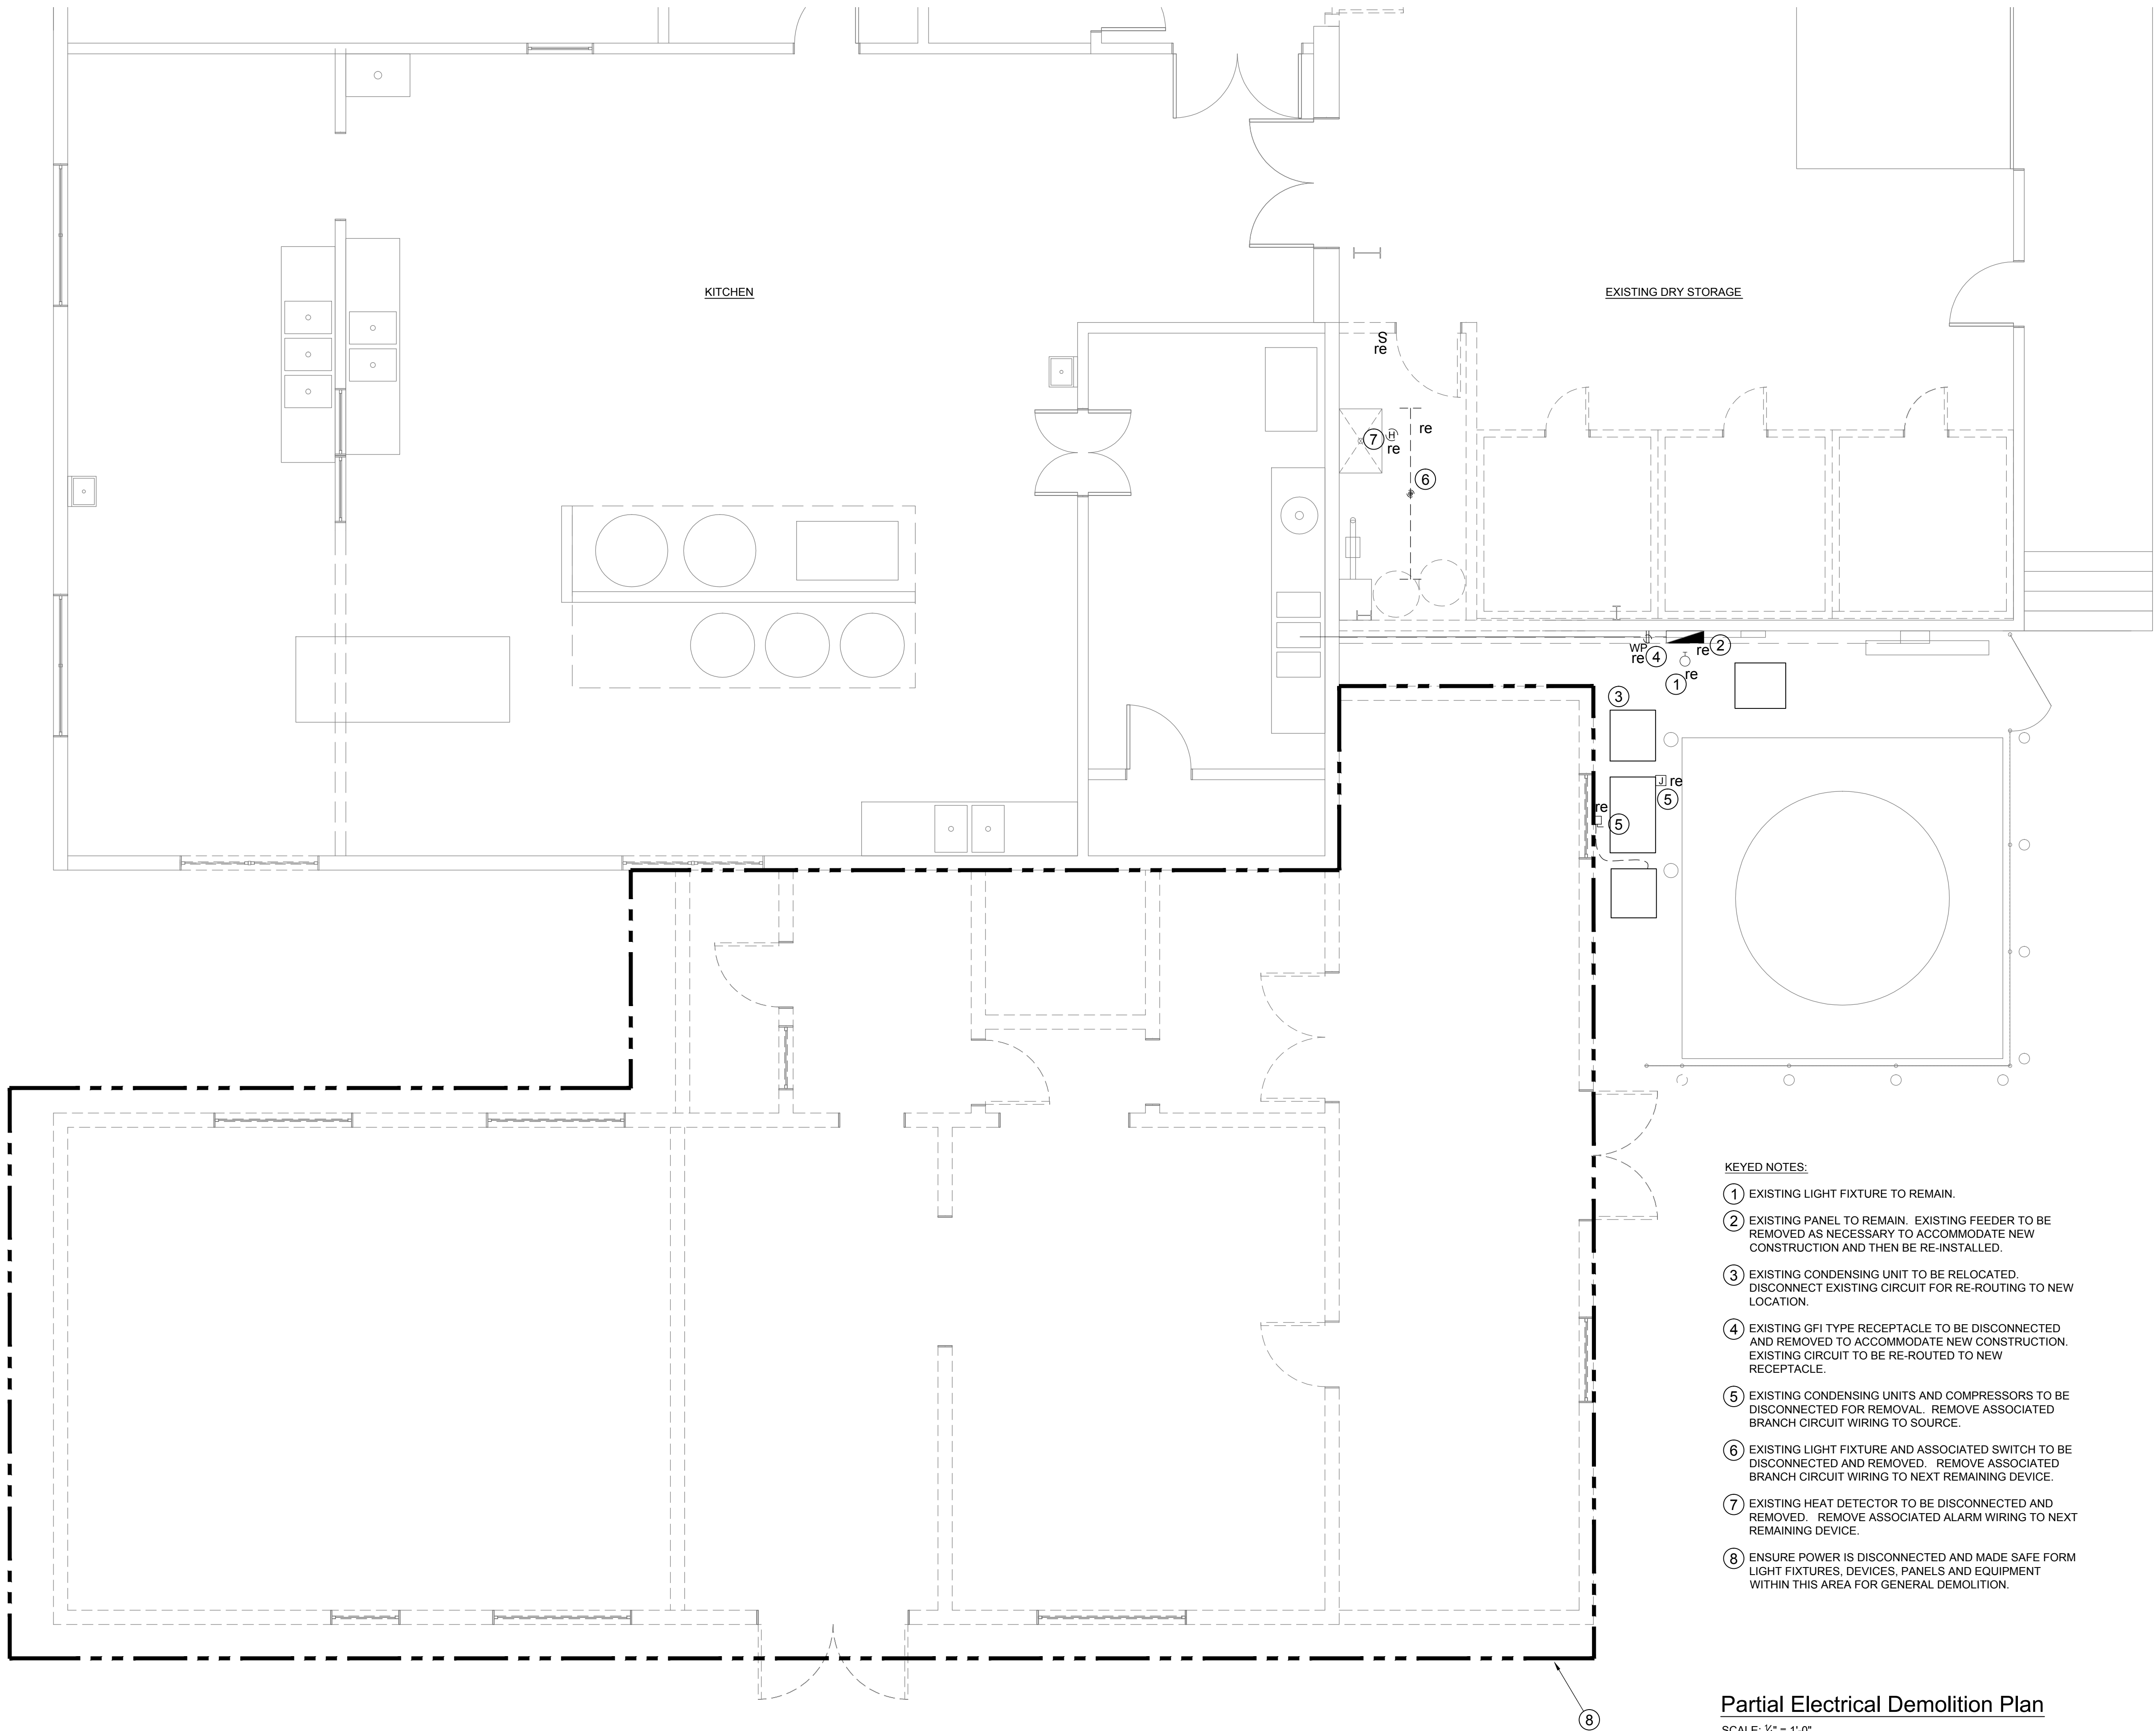 KITCHEN
EXISTING DRY STORAGE
S
re
7
H
re
re
6
WP
re
4
re
2
re
1
3
J
re
5
re
5
8
KEYED NOTES:
1 EXISTING LIGHT FIXTURE TO REMAIN.
2 EXISTING PANEL TO REMAIN. EXISTING FEEDER TO BE
REMOVED AS NECESSARY TO ACCOMMODATE NEW
CONSTRUCTION AND THEN BE RE-INSTALLED.
3 EXISTING CONDENSING UNIT TO BE RELOCATED.
DISCONNECT EXISTING CIRCUIT FOR RE-ROUTING TO NEW
LOCATION.
4 EXISTING GFI TYPE RECEPTACLE TO BE DISCONNECTED
AND REMOVED TO ACCOMMODATE NEW CONSTRUCTION.
EXISTING CIRCUIT TO BE RE-ROUTED TO NEW
RECEPTACLE.
5 EXISTING CONDENSING UNITS AND COMPRESSORS TO BE
DISCONNECTED FOR REMOVAL. REMOVE ASSOCIATED
BRANCH CIRCUIT WIRING TO SOURCE.
6 EXISTING LIGHT FIXTURE AND ASSOCIATED SWITCH TO BE
DISCONNECTED AND REMOVED. REMOVE ASSOCIATED
BRANCH CIRCUIT WIRING TO NEXT REMAINING DEVICE.
7 EXISTING HEAT DETECTOR TO BE DISCONNECTED AND
REMOVED. REMOVE ASSOCIATED ALARM WIRING TO NEXT
REMAINING DEVICE.
8 ENSURE POWER IS DISCONNECTED AND MADE SAFE FORM
LIGHT FIXTURES, DEVICES, PANELS AND EQUIPMENT
WITHIN THIS AREA FOR GENERAL DEMOLITION.
Partial Electrical Demolition Plan
SCALE: = 1'-0"